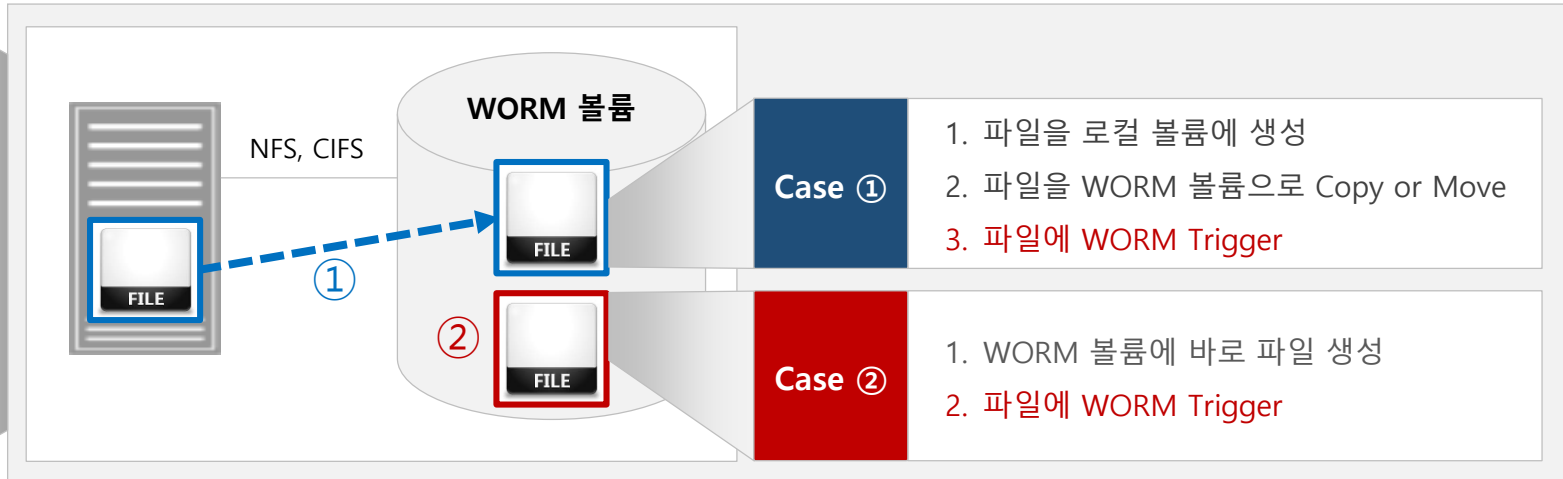 WORM 볼륨
NFS, CIFS
FILE
①
FILE
②
FILE
Case ①
1. 파일을 로컬 볼륨에 생성
2. 파일을 WORM 볼륨으로 Copy or Move
3. 파일에 WORM Trigger
Case ②
1. WORM 볼륨에 바로 파일 생성
2. 파일에 WORM Trigger